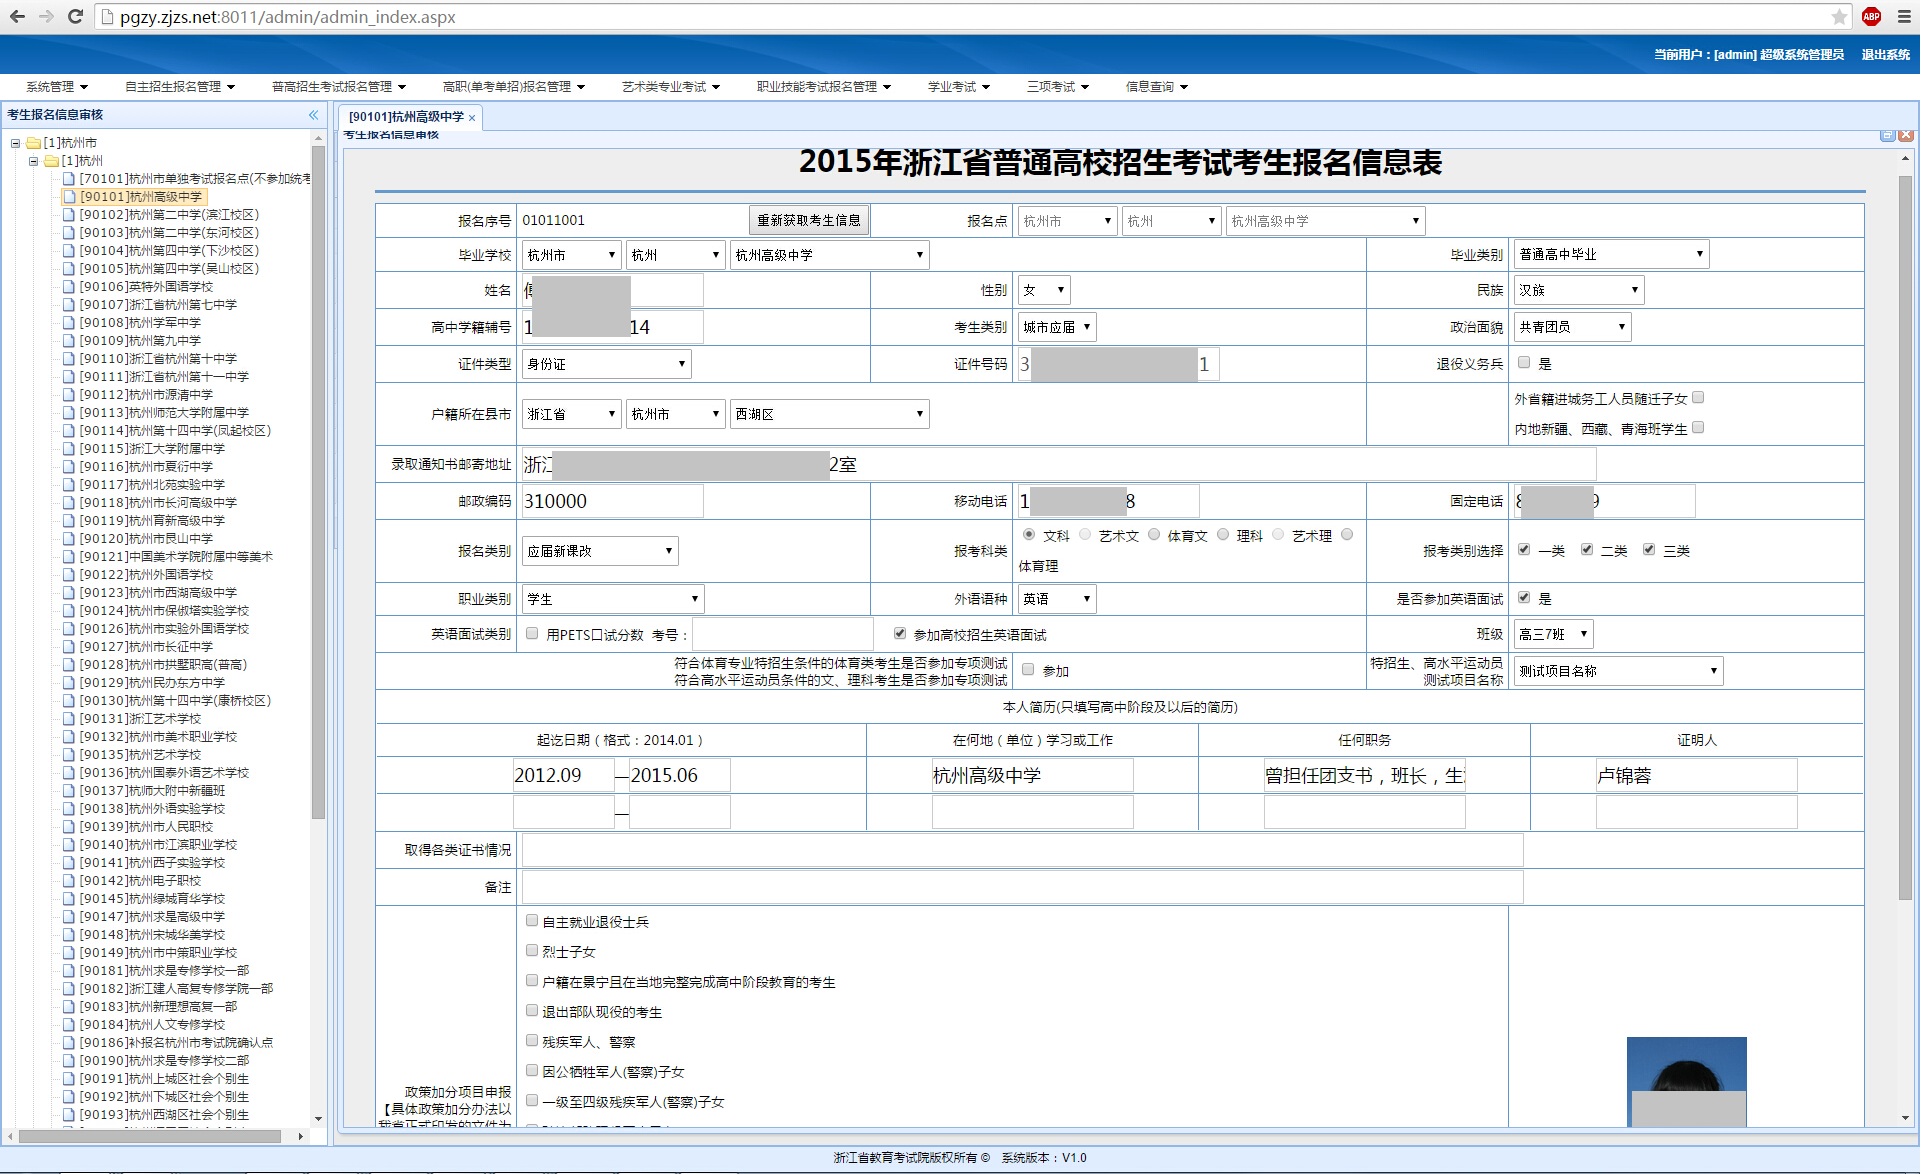 pgzy.zjzs.net:8011/admin/admin_index.aspx
ABP
当前用户：[admin] 超级系统管理员 退出系统
系统管理 自主招生报名管理 普高招生考试报名管理 高职(单考单招)报名管理 艺术类专业考试 职业技能考试报名管理 学业考试 三项考试 信息查询
考生报名信息审核
[1]杭州市
[1]杭州
[70101]杭州市单独考试报名点(不参加统考
[90101]杭州高级中学
[90102]杭州第二中学(滨江校区)
[90103]杭州第二中学(东河校区)
[90104]杭州第四中学(下沙校区)
[90105]杭州第四中学(吴山校区)
[90106]英特外国语学校
[90107]浙江省杭州第七中学
[90108]杭州学军中学
[90109]杭州第九中学
[90110]浙江省杭州第十中学
[90111]浙江省杭州第十一中学
[90112]杭州市源清中学
[90113]杭州师范大学附属中学
[90114]杭州第十四中学(凤起校区)
[90115]浙江大学附属中学
[90116]杭州市夏衍中学
[90117]杭州北苑实验中学
[90118]杭州市长河高级中学
[90119]杭州育新高级中学
[90120]杭州市艮山中学
[90121]中国美术学院附属中等美术
[90122]杭州外国语学校
[90123]杭州市西湖高级中学
[90124]杭州市保俶塔实验学校
[90126]杭州市实验外国语学校
[90127]杭州市长征中学
[90128]杭州市拱墅职高(普高)
[90129]杭州民办东方中学
[90130]杭州第十四中学(康桥校区)
[90131]浙江艺术学校
[90132]杭州市美术职业学校
[90135]杭州艺术学校
[90136]杭州国泰外语艺术学校
[90137]杭师大附中新疆班
[90138]杭州外语实验学校
[90139]杭州市人民职校
[90140]杭州市江滨职业学校
[90141]杭州西子实验学校
[90142]杭州电子职校
[90145]杭州绿城育华学校
[90147]杭州求是高级中学
[90148]杭州宋城华美学校
[90149]杭州市中策职业学校
[90181]杭州求是专修学校一部
[90182]浙江建人高复专修学院一部
[90183]杭州新理想高复一部
[90184]杭州人文专修学校
[90186]补报名杭州市考试院确认点
[90190]杭州求是专修学校二部
[90191]杭州上城区社会个别生
[90192]杭州下城区社会个别生
[90193]杭州西湖区社会个别生
[90101]杭州高级中学
考生报名信息审核
2015年浙江省普通高校招生考试考生报名信息表
报名序号 01011001 重新获取考生信息 报名点 杭州市 杭州 杭州高级中学
毕业学校 杭州市 杭州 杭州高级中学 毕业类别 普通高中毕业
姓名 性别 女 民族 汉族
高中学籍辅号 1 14 考生类别 城市应届 政治面貌 共青团员
证件类型 身份证 证件号码 3 1 退役义务兵 是
户籍所在县市 浙江省 杭州市 西湖区 外省籍进城务工人员随迁子女
内地新疆、西藏、青海班学生
录取通知书邮寄地址 浙江 2室
邮政编码 310000 移动电话 1 8 固定电话 8 9
报名类别 应届新课改 报考科类 文科 艺术文 体育文 理科 艺术理 体育理 报考类别选择 一类 二类 三类
职业类别 学生 外语语种 英语 是否参加英语面试 是
英语面试类别 用PETS口试分数 考号： 参加高校招生英语面试 班级 高三7班
符合体育专业特招生条件的体育类考生是否参加专项测试
符合高水平运动员条件的文、理科考生是否参加专项测试 参加 特招生、高水平运动员
测试项目名称 测试项目名称
本人简历(只填写高中阶段及以后的简历)
起讫日期（格式：2014.01） 在何地（单位）学习或工作 任何职务 证明人
2012.09 —2015.06 杭州高级中学 曾担任团支书，班长，生 卢锦蓉
—
取得各类证书情况
备注
自主就业退役士兵
烈士子女
户籍在景宁且在当地完整完成高中阶段教育的考生
退出部队现役的考生
残疾军人、警察
因公牺牲军人(警察)子女
一级至四级残疾军人(警察)子女
政策加分项目申报
【具体政策加分办法以
我省正式印发的文件为
浙江省教育考试院版权所有 © 系统版本：V1.0